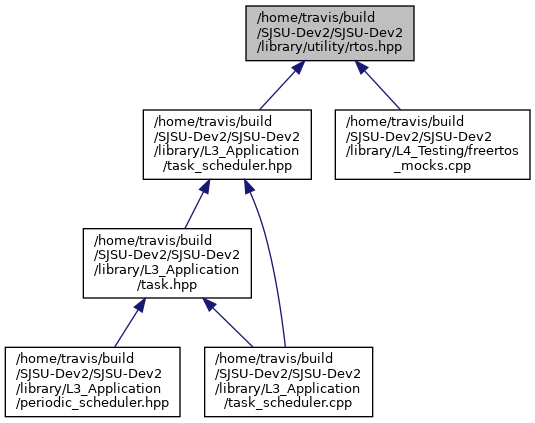 /home/travis/build
/SJSU-Dev2/SJSU-Dev2
/library/utility/rtos.hpp
/home/travis/build
/SJSU-Dev2/SJSU-Dev2
/library/L3_Application
/task_scheduler.hpp
/home/travis/build
/SJSU-Dev2/SJSU-Dev2
/library/L4_Testing/freertos
_mocks.cpp
/home/travis/build
/SJSU-Dev2/SJSU-Dev2
/library/L3_Application
/task.hpp
/home/travis/build
/SJSU-Dev2/SJSU-Dev2
/library/L3_Application
/periodic_scheduler.hpp
/home/travis/build
/SJSU-Dev2/SJSU-Dev2
/library/L3_Application
/task_scheduler.cpp